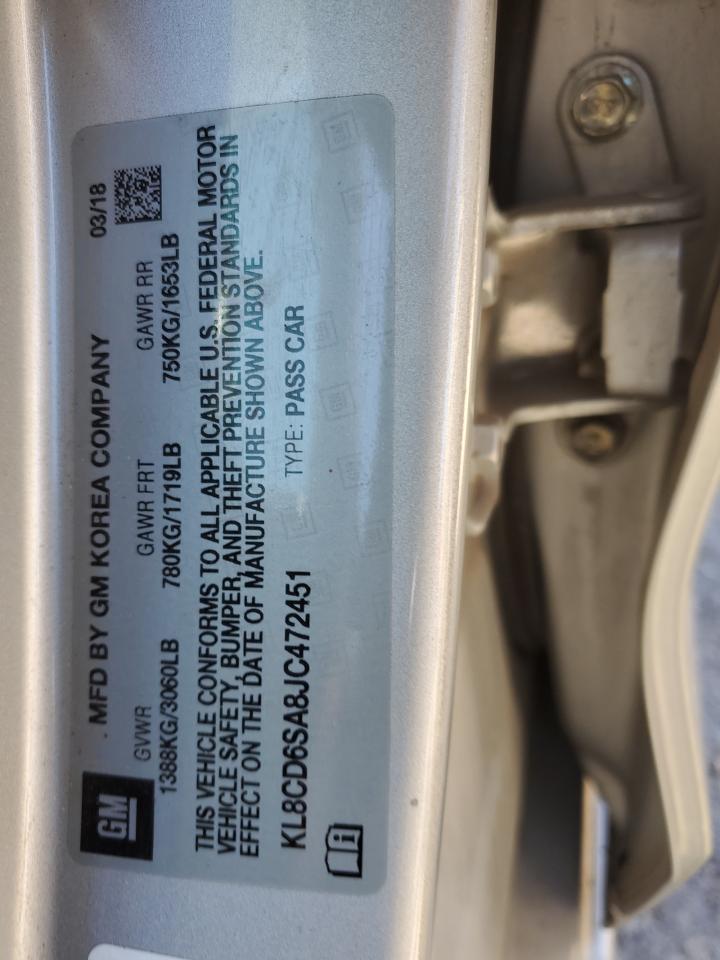 GM
. MFD BY GM KOREA COMPANY 03/18
GVWR GAWR FRT GAWR RR
1388KG/3060LB 780KG/1719LB 750KG/1653LB
THIS VEHICLE CONFORMS TO ALL APPLICABLE U.S. FEDERAL MOTOR
VEHICLE SAFETY, BUMPER, AND THEFT PREVENTION STANDARDS IN
EFFECT ON THE DATE OF MANUFACTURE SHOWN ABOVE.
KL8CD6SA8JC472451 TYPE: PASS CAR